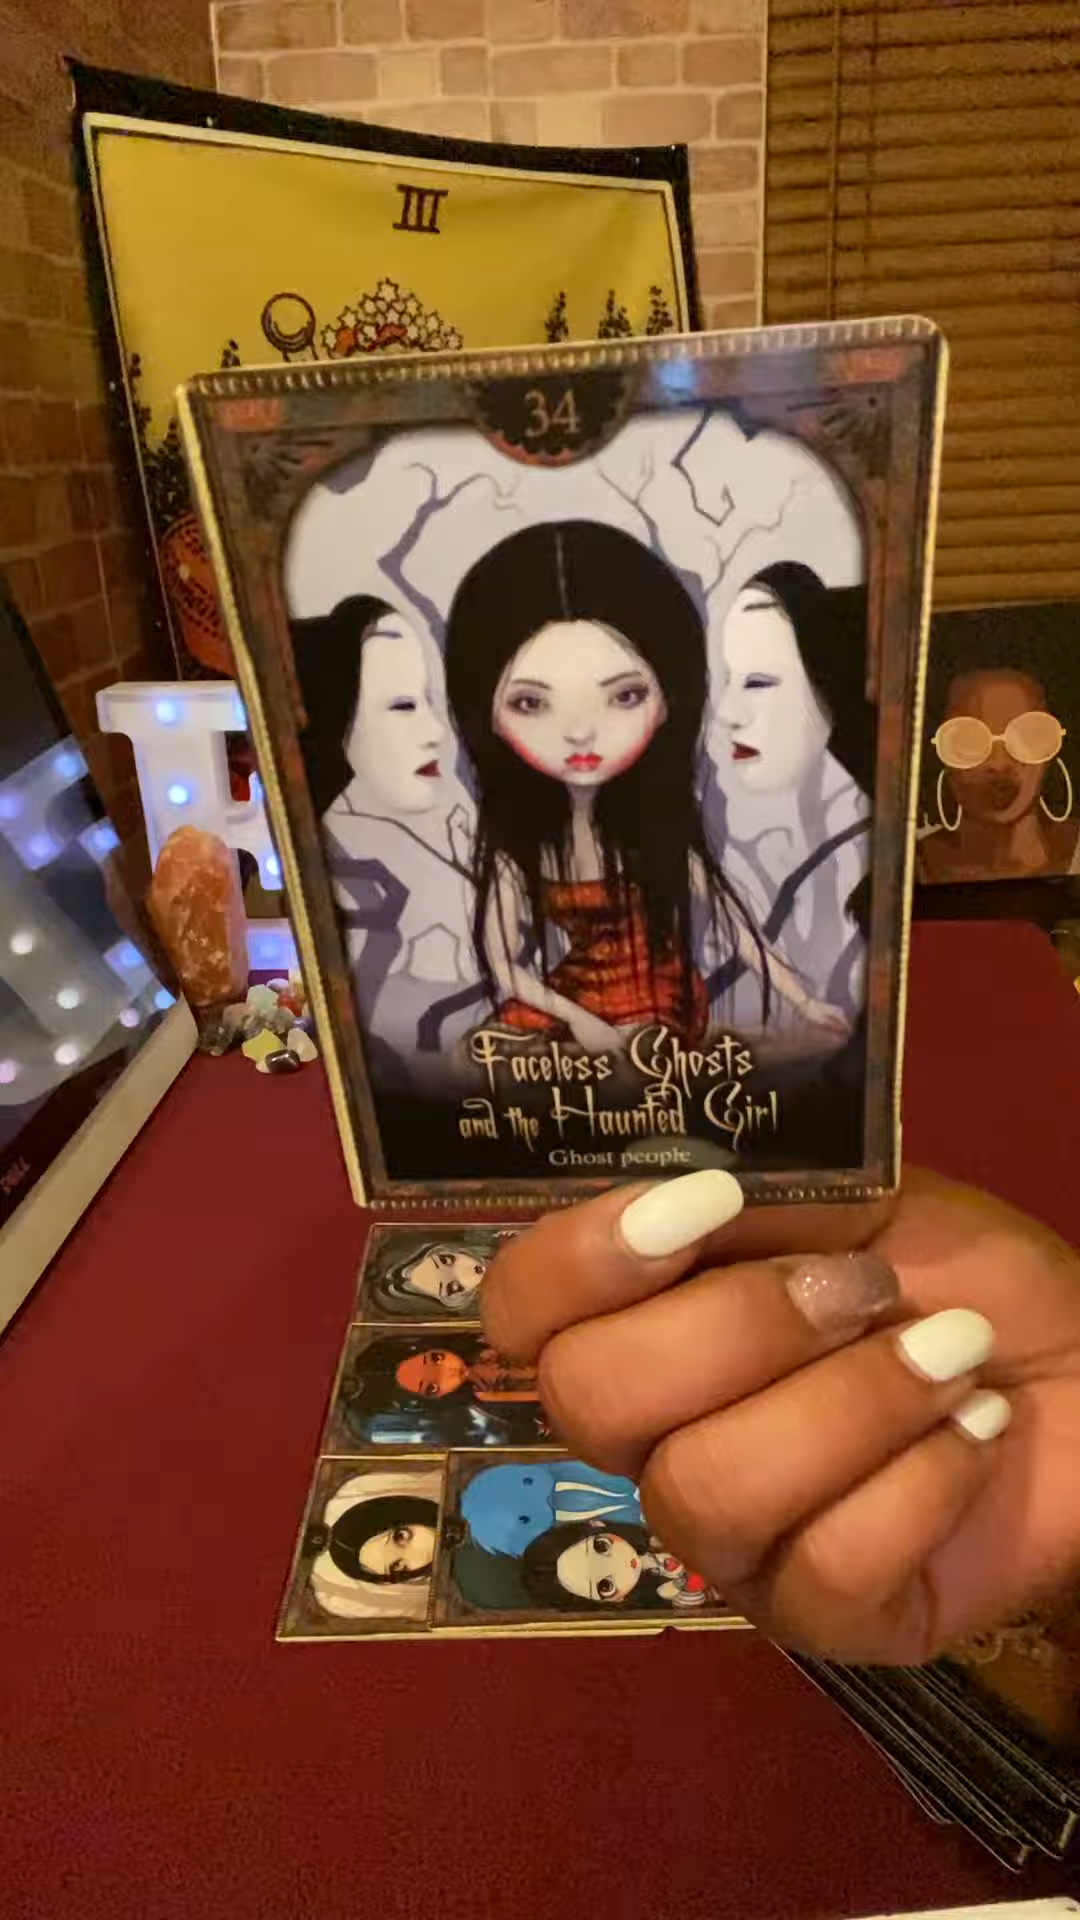 III
34
Faceless Ghosts
and the Haunted Girl
Ghost people